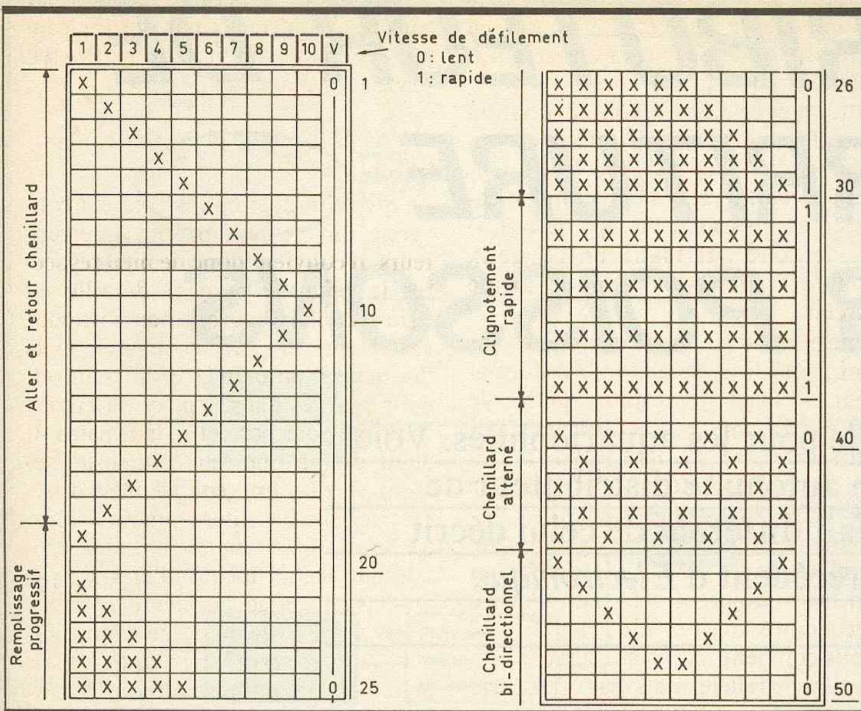 1 2 3 4 5 6 7 8 9 10 V
Vitesse de défilement
0: lent
1: rapide
Aller et retour chenillard
X 0 1
X
X
X
X
X
X
X
X
X 10
X
X
X
X
X
X
X
X
Remplissage
progressif
X
20
X
X X
X X X
X X X X
X X X X X 0 25
X X X X X X 0 26
X X X X X X X
X X X X X X X X
X X X X X X X X X
X X X X X X X X X X 30
Clignotement
rapide
1
X X X X X X X X X X
X X X X X X X X X X
X X X X X X X X X X
X X X X X X X X X X 1
Chenillard
alterné
X X X X X 0 40
X X X X X
X X X X X
X X X X X
X X X X X
Chenillard
bi-directionnel
X X
X X
X X
X X
X X
0 50